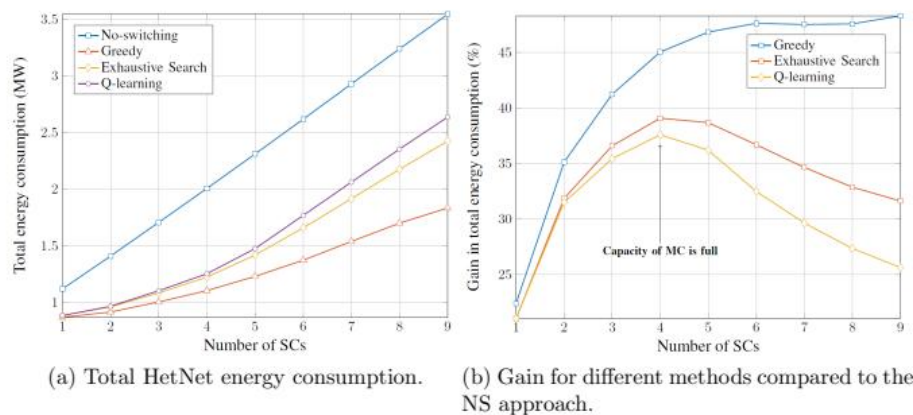 3.5
3
2.5
2
1.5
1
Total energy consumption (MW)
No-switching
Greedy
Exhaustive Search
Q-learning
1 2 3 4 5 6 7 8 9
Number of SCs
(a) Total HetNet energy consumption.
45
40
35
30
25
Gain in total energy consumption (%)
Greedy
Exhaustive Search
Q-learning
Capacity of MC is full
1 2 3 4 5 6 7 8 9
Number of SCs
(b) Gain for different methods compared to the
NS approach.